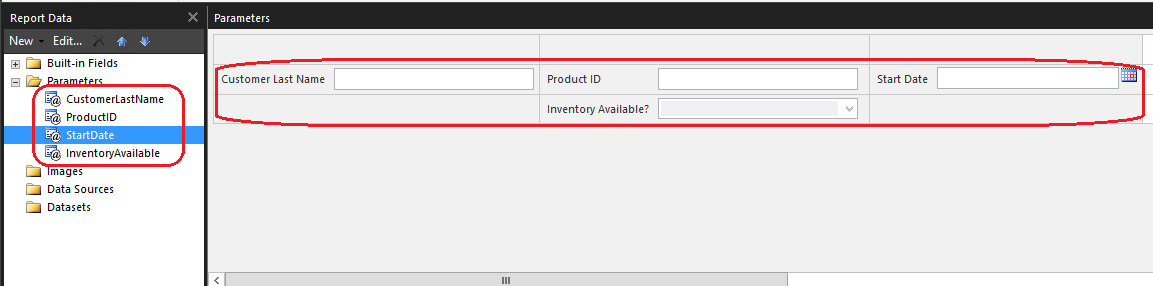 Report Data
New Edit...
Built-in Fields
Parameters
CustomerLastName
ProductID
StartDate
InventoryAvailable
Images
Data Sources
Datasets
Parameters
Customer Last Name Product ID Start Date
Inventory Available?